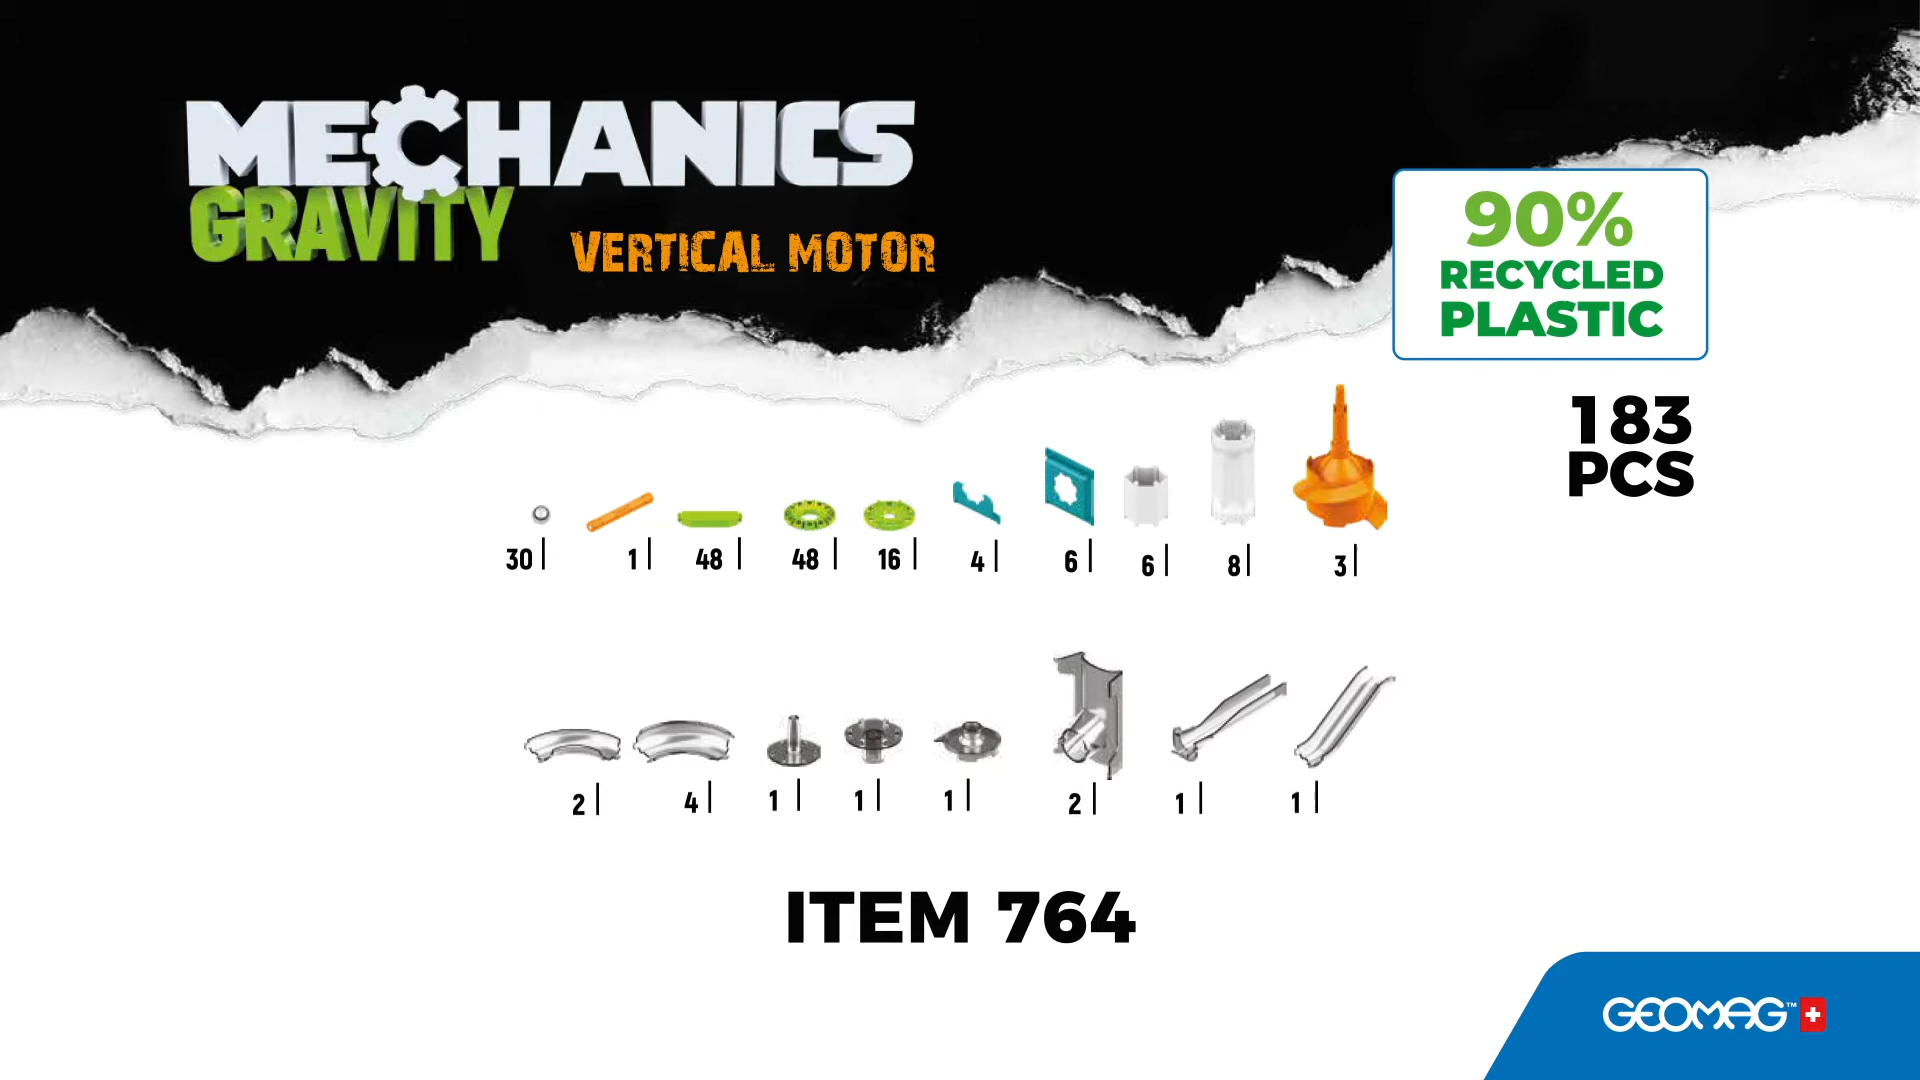 MECHANICS
GRAVITY
VERTICAL MOTOR
90%
RECYCLED
PLASTIC
183
PCS
30 1 48 48 16 4 6 6 8 3
2 4 1 1 1 2 1 1
ITEM 764
GEOMAG™